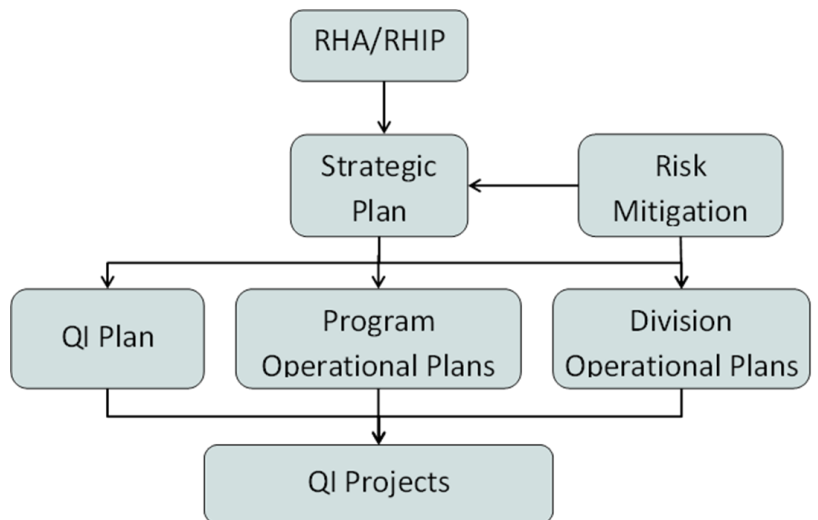 RHA/RHIP
Strategic
Plan
Risk
Mitigation
QI Plan
Program
Operational Plans
Division
Operational Plans
QI Projects